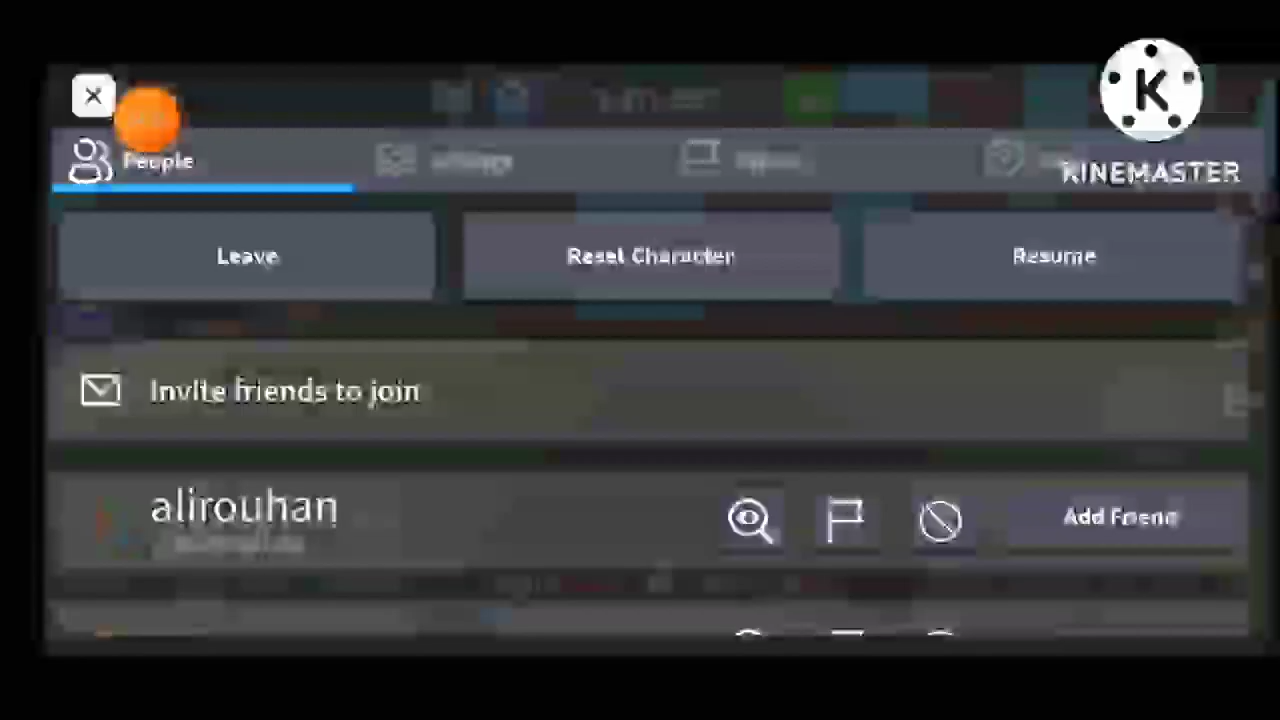 KINEMASTER
People
Leave
Reset Character
Resume
Invite friends to join
alirouhan
Add Friend